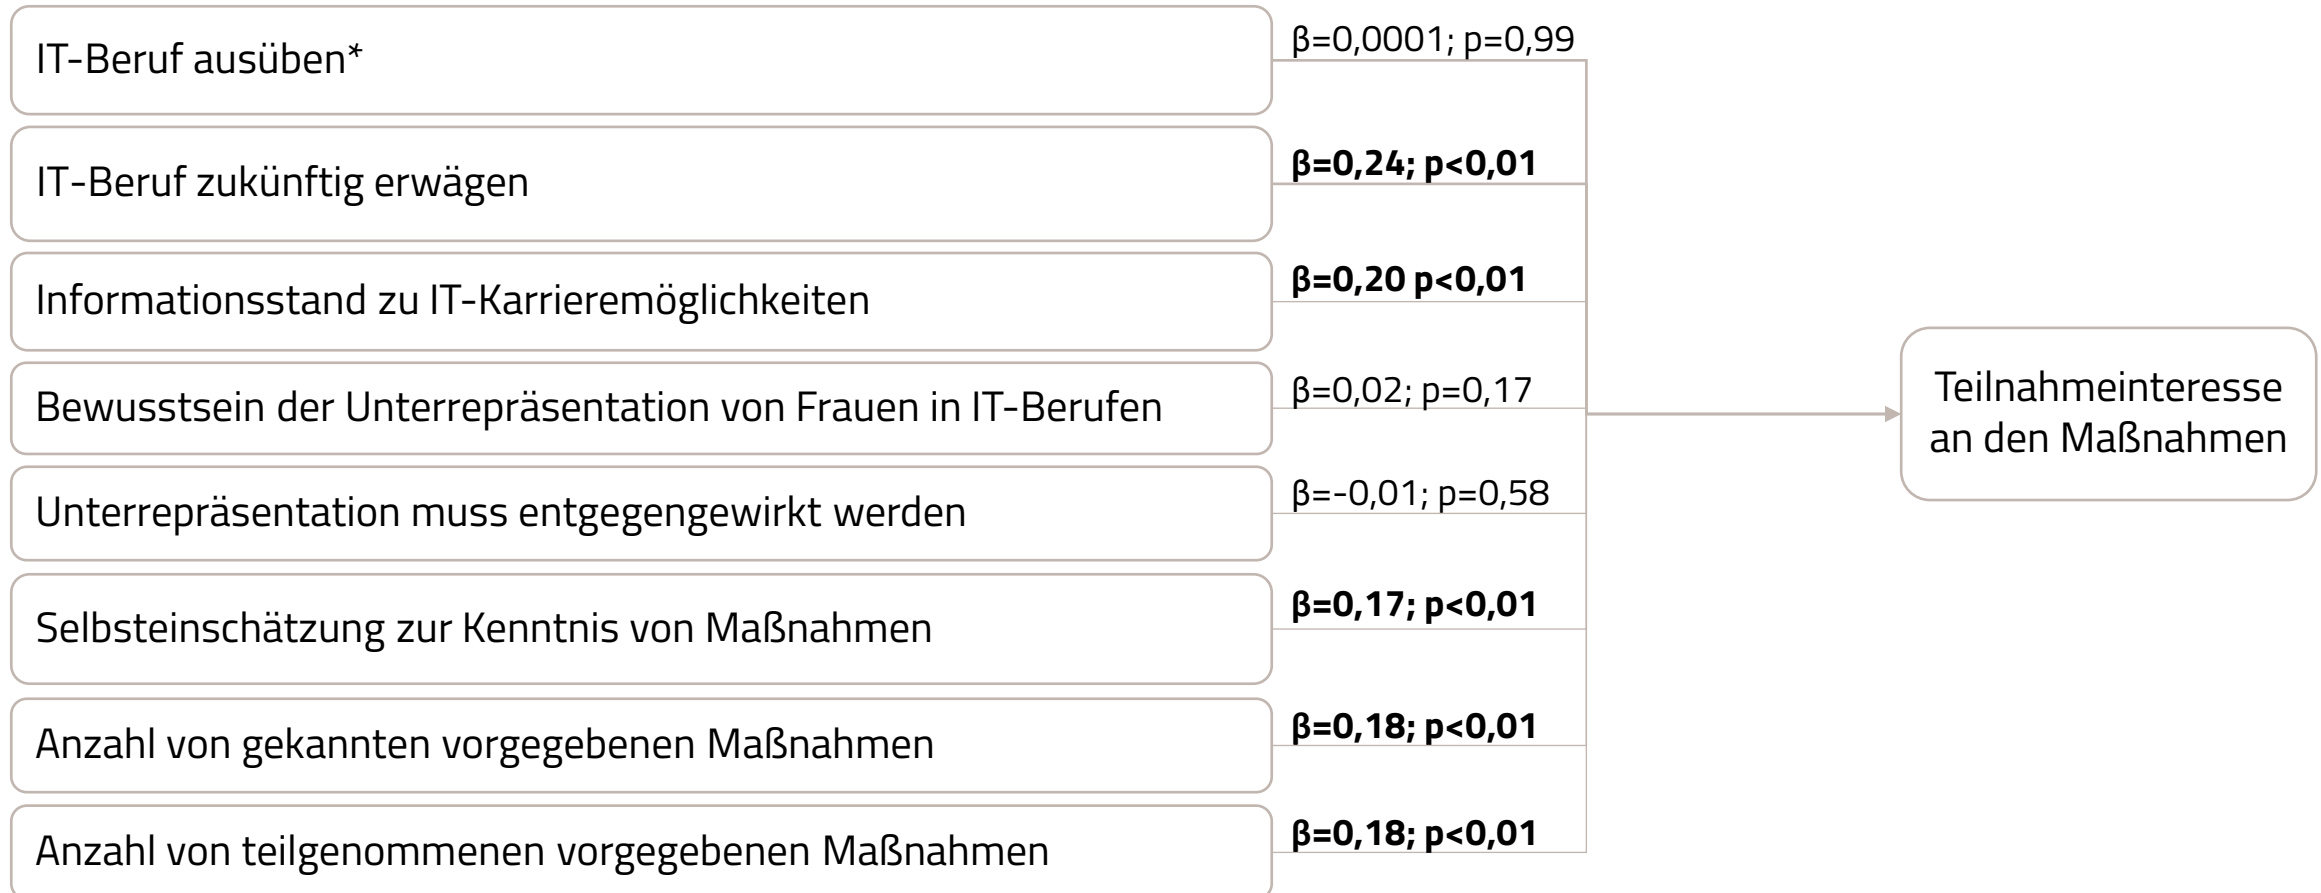 IT-Beruf ausüben*
β=0,0001; p=0,99
IT-Beruf zukünftig erwägen
β=0,24; p<0,01
Informationsstand zu IT-Karrieremöglichkeiten
β=0,20 p<0,01
Bewusstsein der Unterrepräsentation von Frauen in IT-Berufen
β=0,02; p=0,17
Unterrepräsentation muss entgegengewirkt werden
β=-0,01; p=0,58
Selbsteinschätzung zur Kenntnis von Maßnahmen
β=0,17; p<0,01
Anzahl von gekannten vorgegebenen Maßnahmen
β=0,18; p<0,01
Anzahl von teilgenommenen vorgegebenen Maßnahmen
β=0,18; p<0,01
Teilnahmeinteresse
an den Maßnahmen